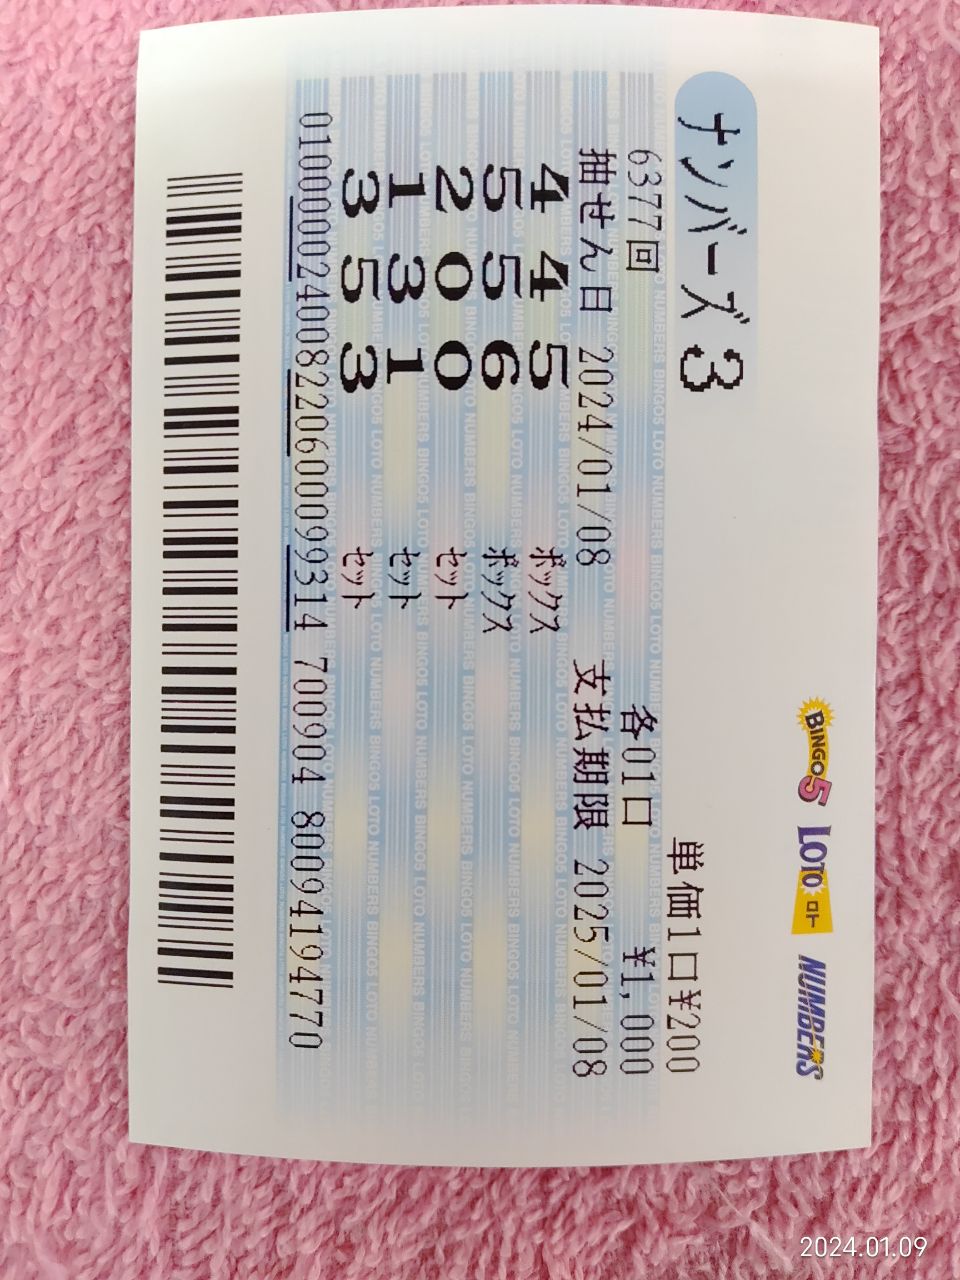 BINGO5 LOTO ロト NUMBERS
ナンバーズ3
単価1口¥200
6377回 各01口 ¥1,000
抽せん日 2024/01/08 支払期限 2025/01/08
4 4 5 ボックス
5 5 6 ボックス
2 0 0 セット
1 3 1 セット
3 5 3 セット
0100000240082206000993 14 700904 80094194770
2024.01.09